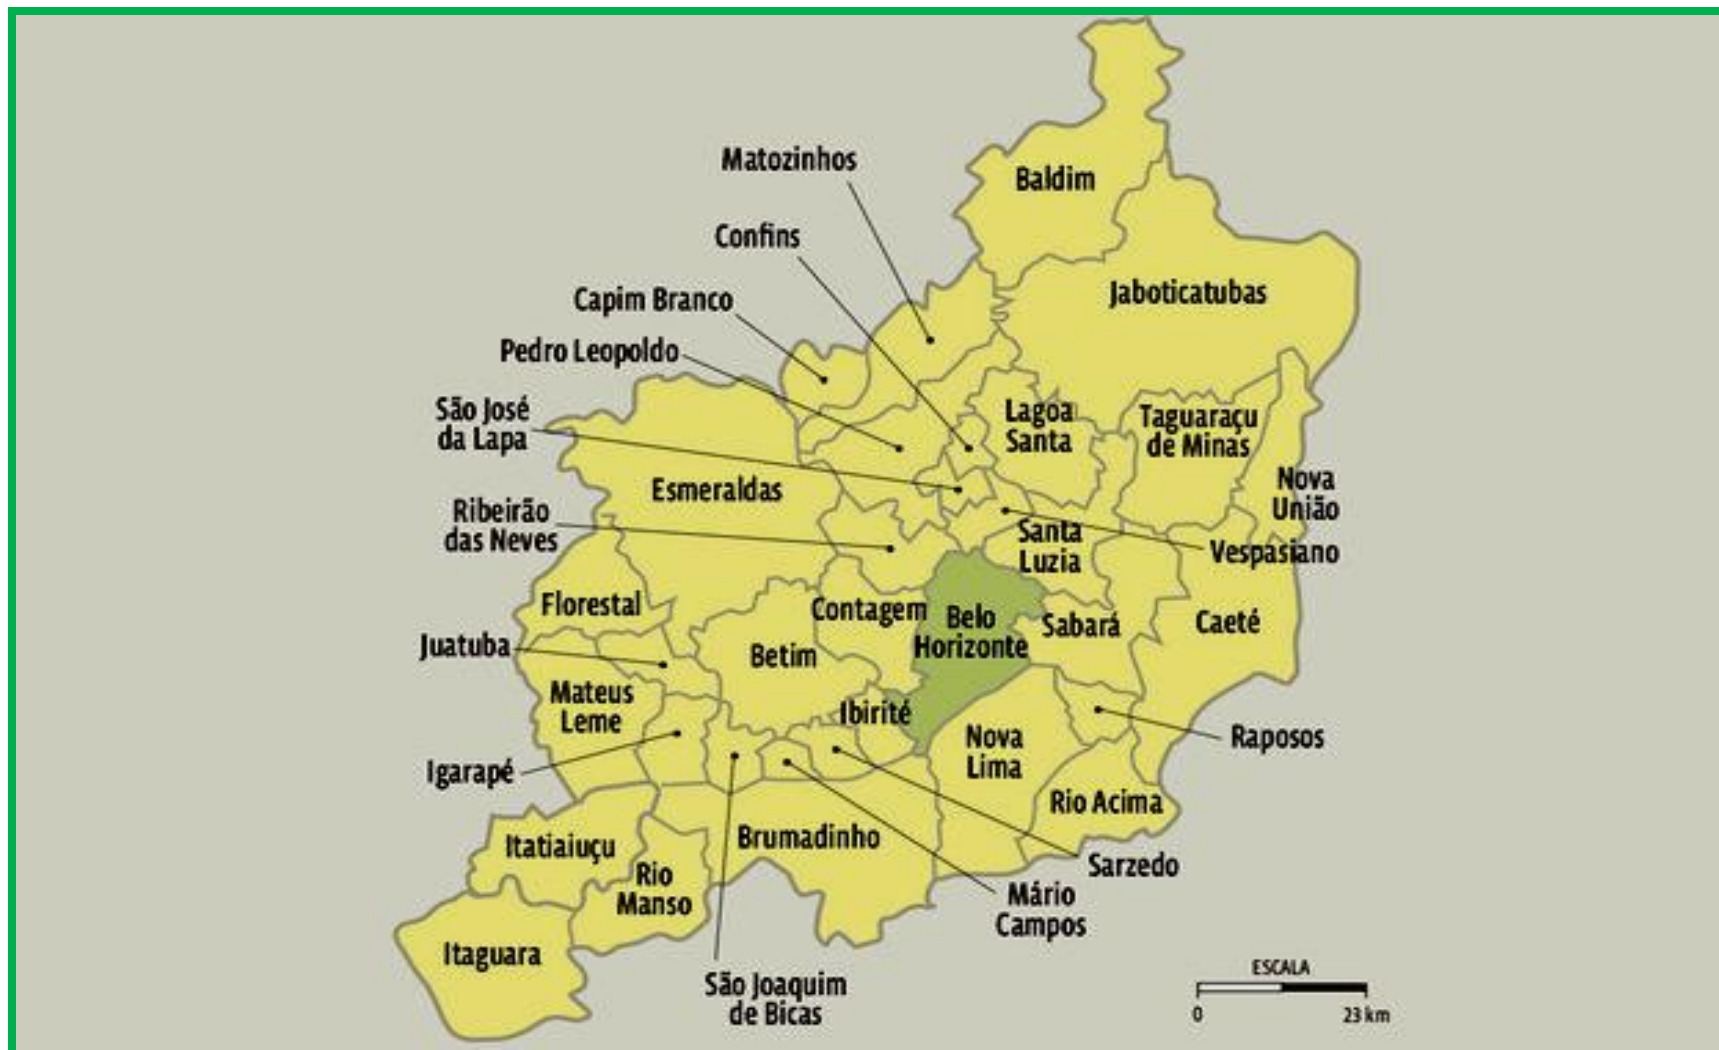 Matozinhos
Baldim
Confins
Jaboticatubas
Capim Branco
Pedro Leopoldo
São José
da Lapa
Lagoa
Santa
Taguaraçu
de Minas
Esmeraldas
Nova
União
Ribeirão
das Neves
Santa
Luzia
Vespasiano
Florestal
Contagem
Belo
Horizonte
Sabará
Caeté
Juatuba
Betim
Mateus
Leme
Ibirité
Nova
Lima
Raposos
Igarapé
Rio Acima
Itatiaiuçu
Brumadinho
Sarzedo
Rio
Manso
Mário
Campos
Itaguara
São Joaquim
de Bicas
ESCALA
0
23 km